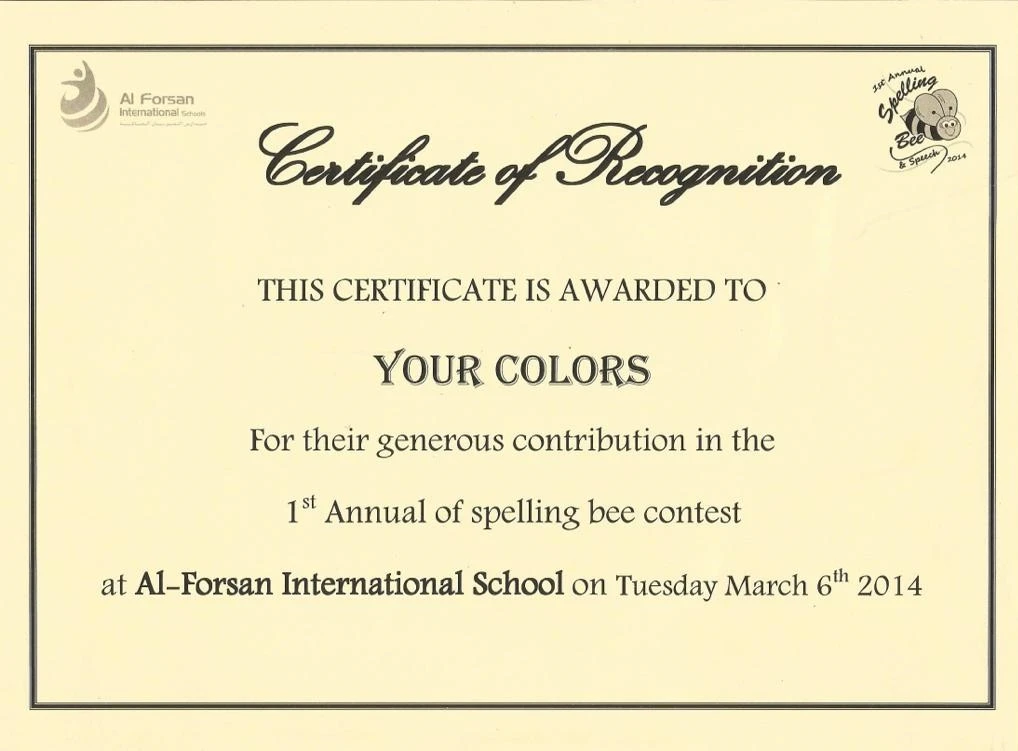 Al Forsan
International Schools
1st Annual
Spelling
Bee
& Speech 2014
Certificate of Recognition
THIS CERTIFICATE IS AWARDED TO
YOUR COLORS
For their generous contribution in the
1st Annual of spelling bee contest
at Al-Forsan International School on Tuesday March 6th 2014